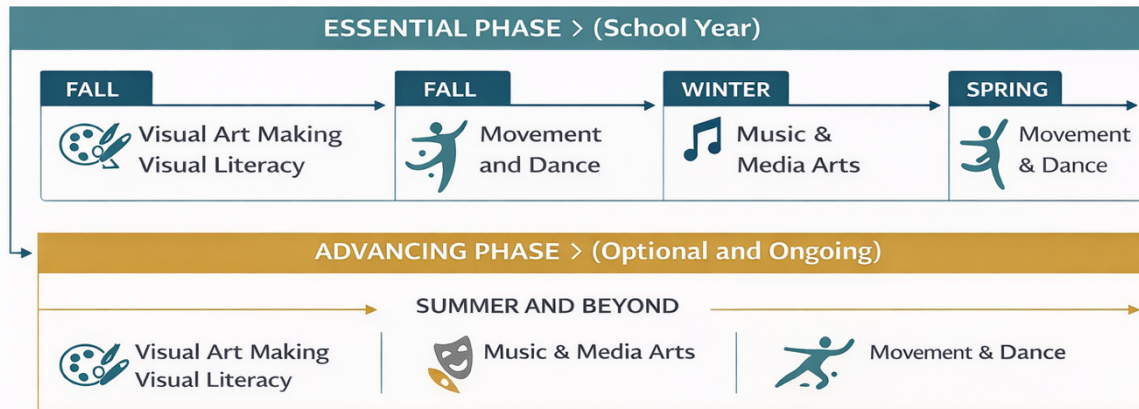 ESSENTIAL PHASE > (School Year)
FALL
Visual Art Making
Visual Literacy
FALL
Movement
and Dance
WINTER
Music &
Media Arts
SPRING
Movement
& Dance
ADVANCING PHASE > (Optional and Ongoing)
SUMMER AND BEYOND
Visual Art Making
Visual Literacy
Music & Media Arts
Movement & Dance